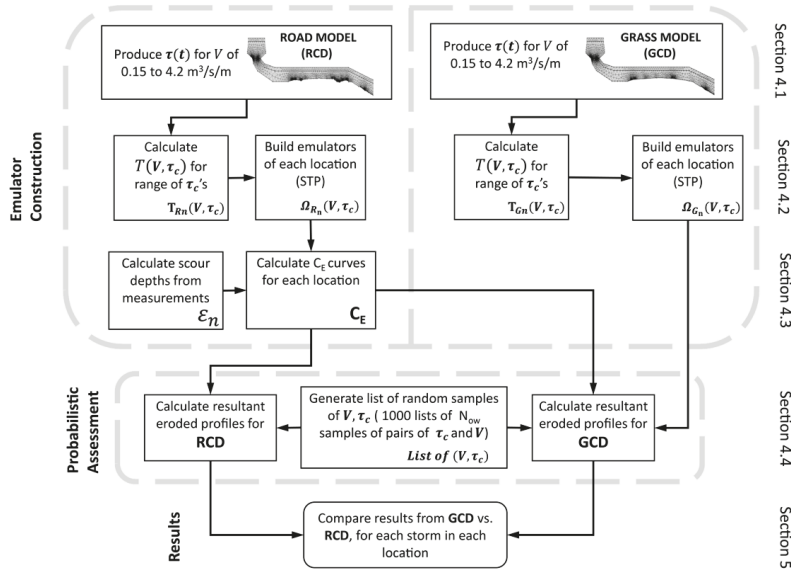 Produce τ(t) for V of
0.15 to 4.2 m³/s/m
ROAD MODEL
(RCD)
Produce τ(t) for V of
0.15 to 4.2 m³/s/m
GRASS MODEL
(GCD)
Section 4.1
Calculate
T(V, τc) for
range of τc's
TRn(V, τc)
Build emulators
of each location
(STP)
ΩRn(V, τc)
Calculate
T(V, τc) for
range of τc's
TGn(V, τc)
Build emulators
of each location
(STP)
ΩGn(V, τc)
Section 4.2
Emulator
Construction
Calculate scour
depths from
measurements
Ɛn
Calculate CE curves
for each location
CE
Section 4.3
Probabilistic
Assessment
Calculate resultant
eroded profiles for
RCD
Generate list of random samples
of V, τc ( 1000 lists of Now
samples of pairs of τc and V)
List of (V, τc)
Calculate resultant
eroded profiles for
GCD
Section 4.4
Results
Compare results from GCD vs.
RCD, for each storm in each
location
Section 5